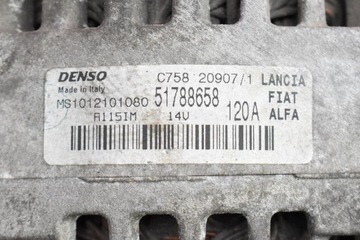 DENSO C758 20907/1 LANCIA
Made in Italy
MS1012101080 51788658 FIAT
A115IM 14V 120A ALFA